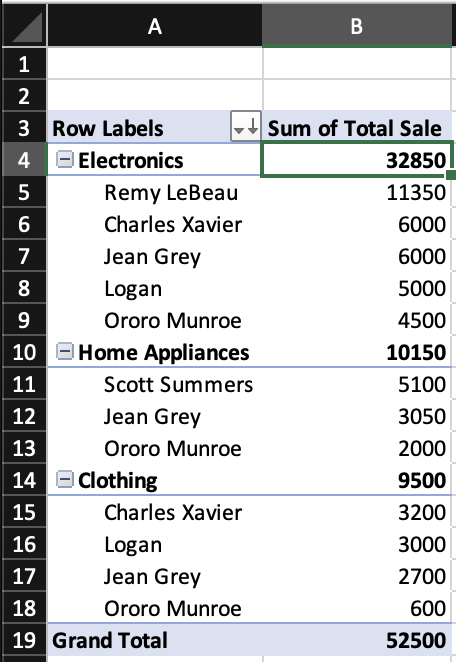 A B
1
2
3 Row Labels Sum of Total Sale
4 Electronics 32850
5 Remy LeBeau 11350
6 Charles Xavier 6000
7 Jean Grey 6000
8 Logan 5000
9 Ororo Munroe 4500
10 Home Appliances 10150
11 Scott Summers 5100
12 Jean Grey 3050
13 Ororo Munroe 2000
14 Clothing 9500
15 Charles Xavier 3200
16 Logan 3000
17 Jean Grey 2700
18 Ororo Munroe 600
19 Grand Total 52500